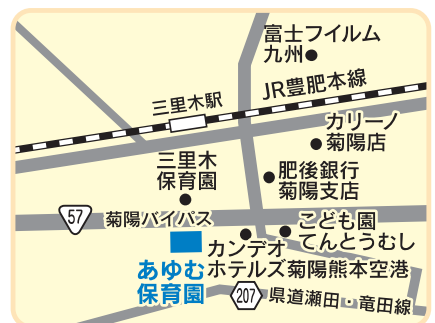 富士フイルム
九州
JR豊肥本線
三里木駅
カリーノ
菊陽店
三里木
保育園
肥後銀行
菊陽支店
57
菊陽バイパス
こども園
てんとうむし
あゆむ
保育園
カンデオ
ホテルズ菊陽熊本空港
207
県道瀬田・竜田線